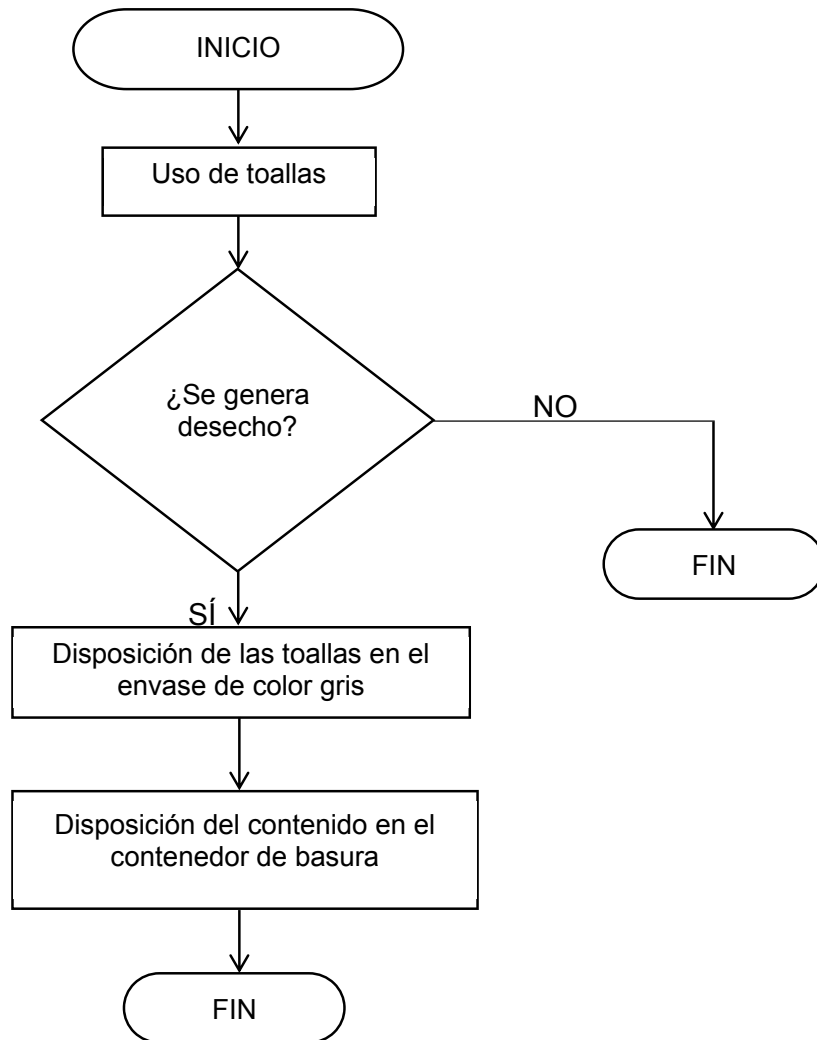 INICIO
Uso de toallas
¿Se genera
desecho?
NO
FIN
SÍ
Disposición de las toallas en el
envase de color gris
Disposición del contenido en el
contenedor de basura
FIN